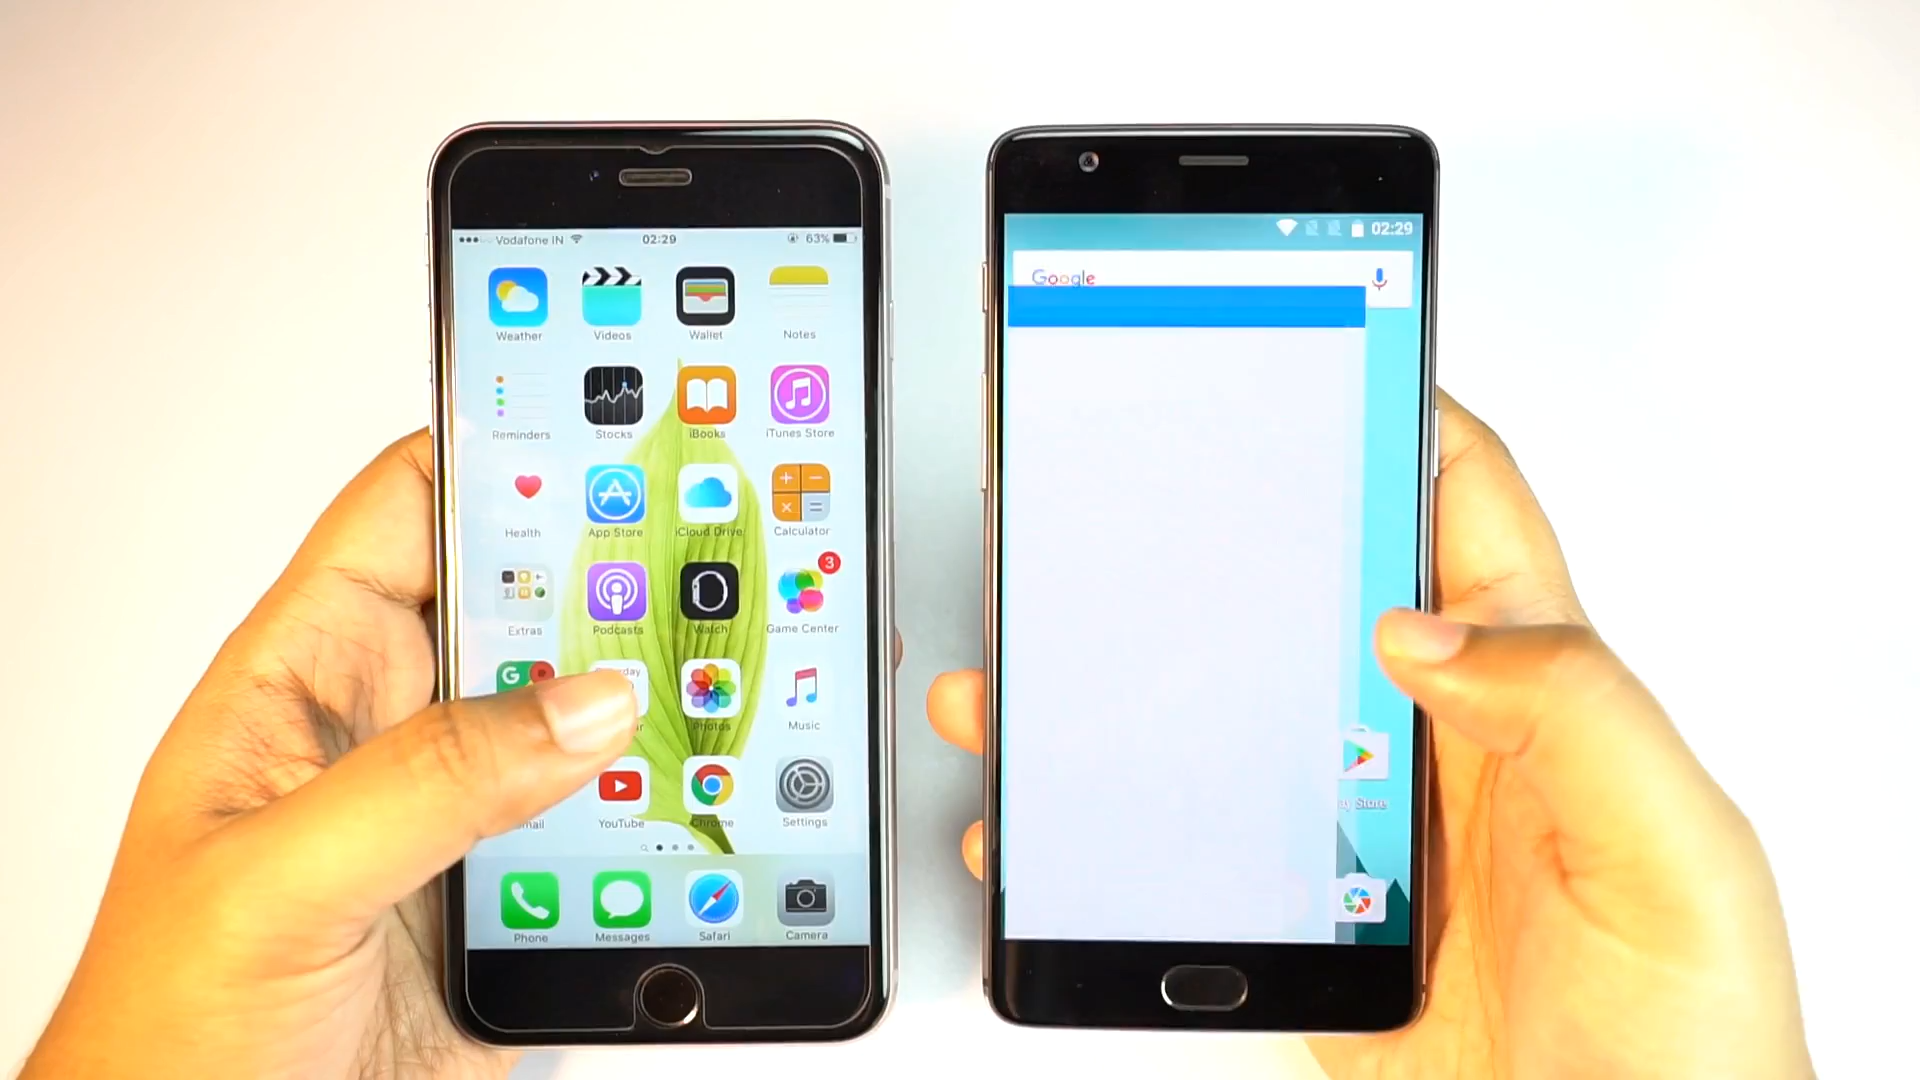 Vodafone IN 02:29 63%
Weather Videos Wallet Notes
Reminders Stocks iBooks iTunes Store
Health App Store iCloud Drive Calculator
3
Extras Podcasts Watch Game Center
G
Photos Music
YouTube Chrome Settings
Phone Messages Safari Camera
02:29
Google
Store